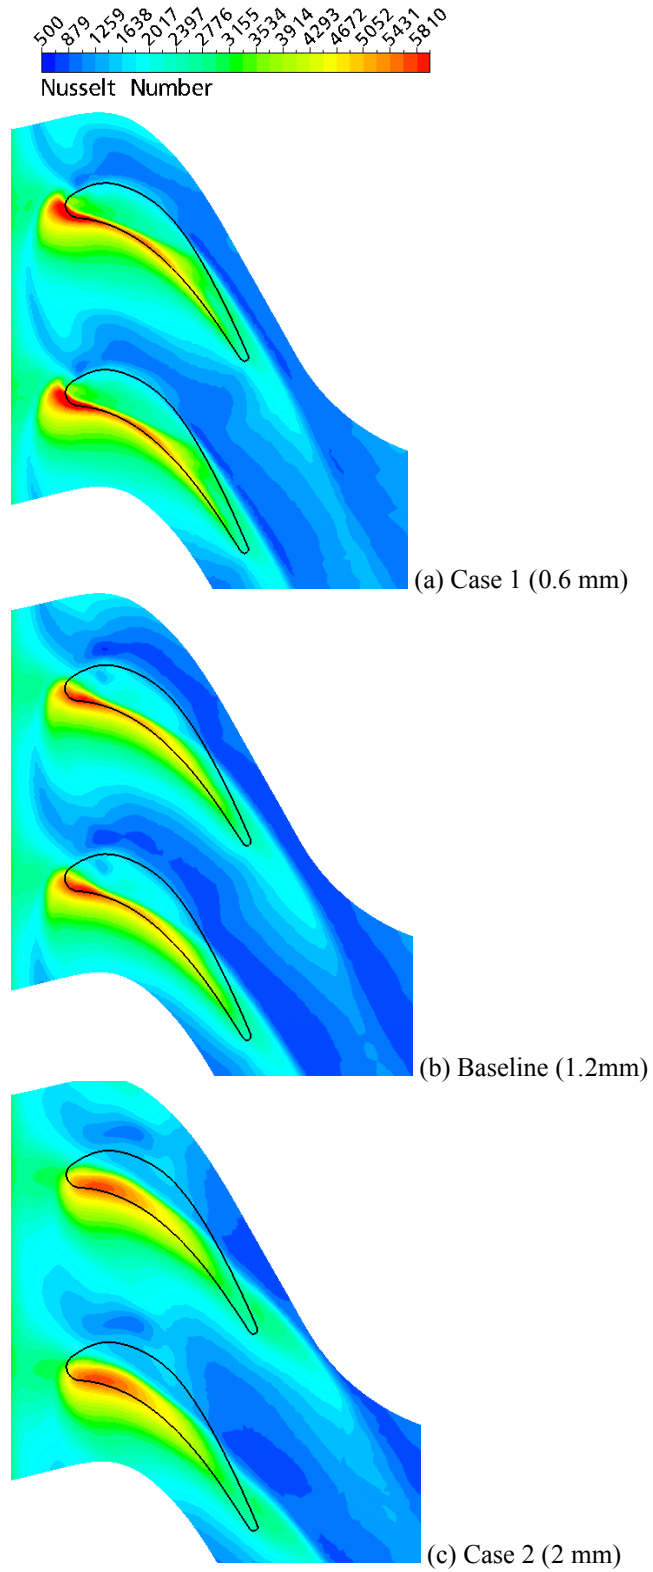 500 879 1259 1638 2017 2397 2776 3155 3534 3914 4293 4672 5052 5431 5810
Nusselt Number
(a) Case 1 (0.6 mm)
(b) Baseline (1.2mm)
(c) Case 2 (2 mm)